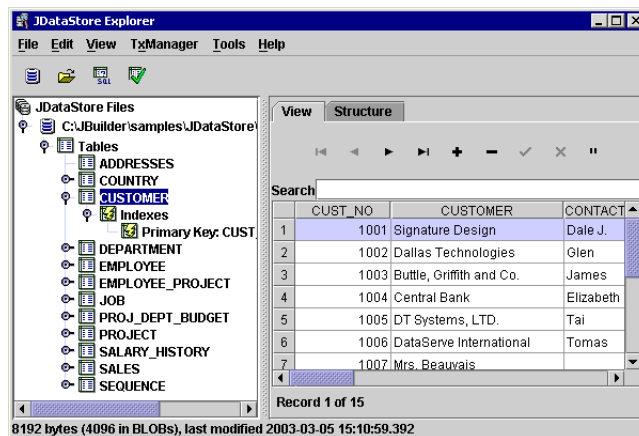 JDataStore Explorer
File Edit View TxManager Tools Help
SQL
JDataStore Files
C:\JBuilder\samples\JDataStore\
Tables
ADDRESSES
COUNTRY
CUSTOMER
Indexes
Primary Key: CUST_
DEPARTMENT
EMPLOYEE
EMPLOYEE_PROJECT
JOB
PROJ_DEPT_BUDGET
PROJECT
SALARY_HISTORY
SALES
SEQUENCE
View Structure
Search
CUST_NO CUSTOMER CONTACT
1 1001 Signature Design Dale J.
2 1002 Dallas Technologies Glen
3 1003 Buttle, Griffith and Co. James
4 1004 Central Bank Elizabeth
5 1005 DT Systems, LTD. Tai
6 1006 DataServe International Tomas
7 1007 Mrs. Beauvais
Record 1 of 15
8192 bytes (4096 in BLOBs), last modified 2003-03-05 15:10:59.392